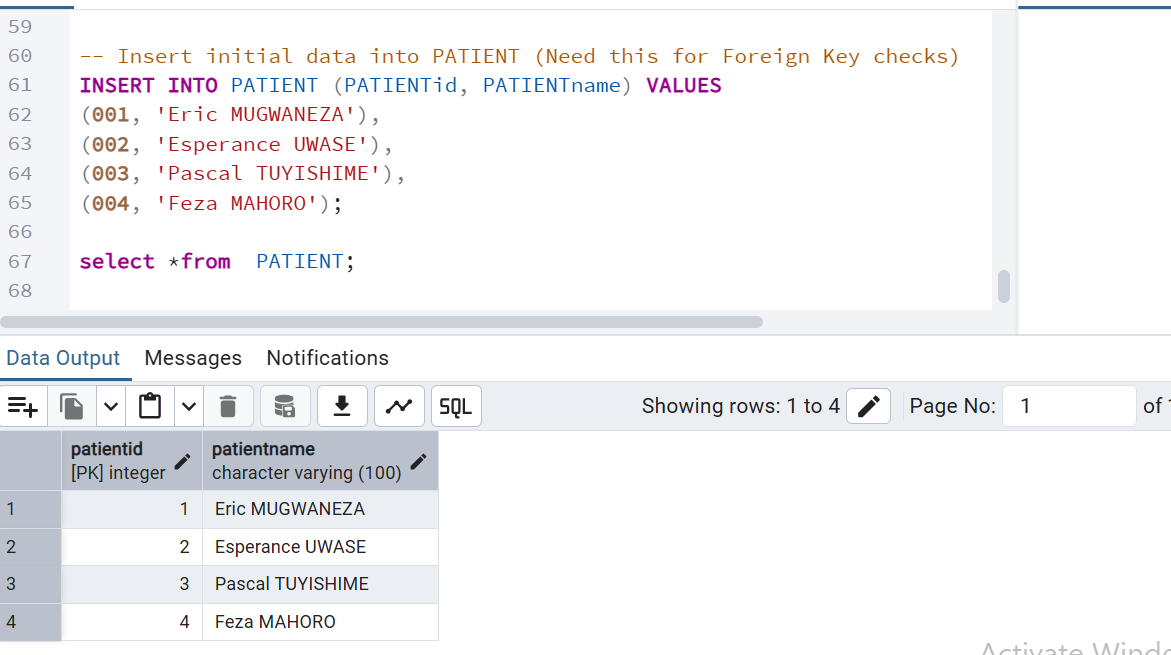 59
60 -- Insert initial data into PATIENT (Need this for Foreign Key checks)
61 INSERT INTO PATIENT (PATIENTid, PATIENTname) VALUES
62 (001, 'Eric MUGWANEZA'),
63 (002, 'Esperance UWASE'),
64 (003, 'Pascal TUYISHIME'),
65 (004, 'Feza MAHORO');
66
67 select *from  PATIENT;
68
Data Output Messages Notifications
SQL Showing rows: 1 to 4 Page No: 1 of 1
patientid patientname
[PK] integer character varying (100)
1 1 Eric MUGWANEZA
2 2 Esperance UWASE
3 3 Pascal TUYISHIME
4 4 Feza MAHORO
Activate